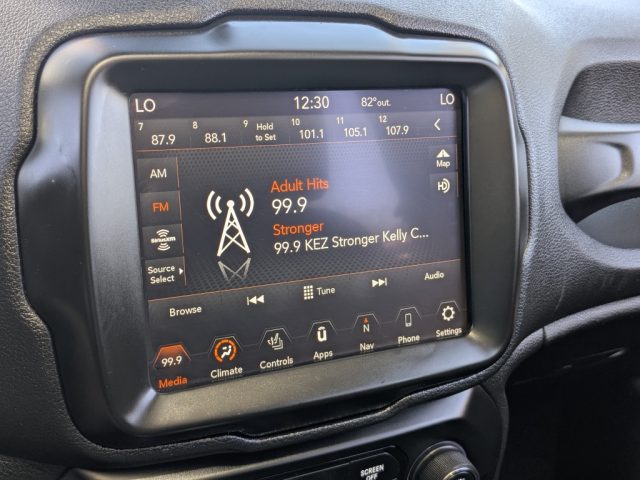 LO 12:30 82°out. LO
7 87.9 8 88.1 9 Hold to Set 10 101.1 11 105.1 12 107.9
AM
Map
Adult Hits
FM
99.9
HD
Stronger
SIRIUSXM
99.9 KEZ Stronger Kelly C...
Source
Select
Browse Tune Audio
99.9
Media Climate Controls Apps Nav Phone Settings
N
SCREEN
OFF